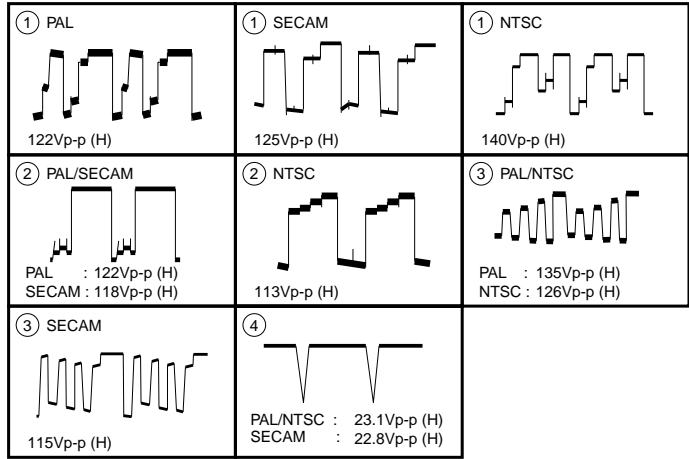 ① PAL
122Vp-p (H)
① SECAM
125Vp-p (H)
① NTSC
140Vp-p (H)
② PAL/SECAM
PAL : 122Vp-p (H)
SECAM : 118Vp-p (H)
② NTSC
113Vp-p (H)
③ PAL/NTSC
PAL : 135Vp-p (H)
NTSC : 126Vp-p (H)
③ SECAM
115Vp-p (H)
④
PAL/NTSC : 23.1Vp-p (H)
SECAM : 22.8Vp-p (H)